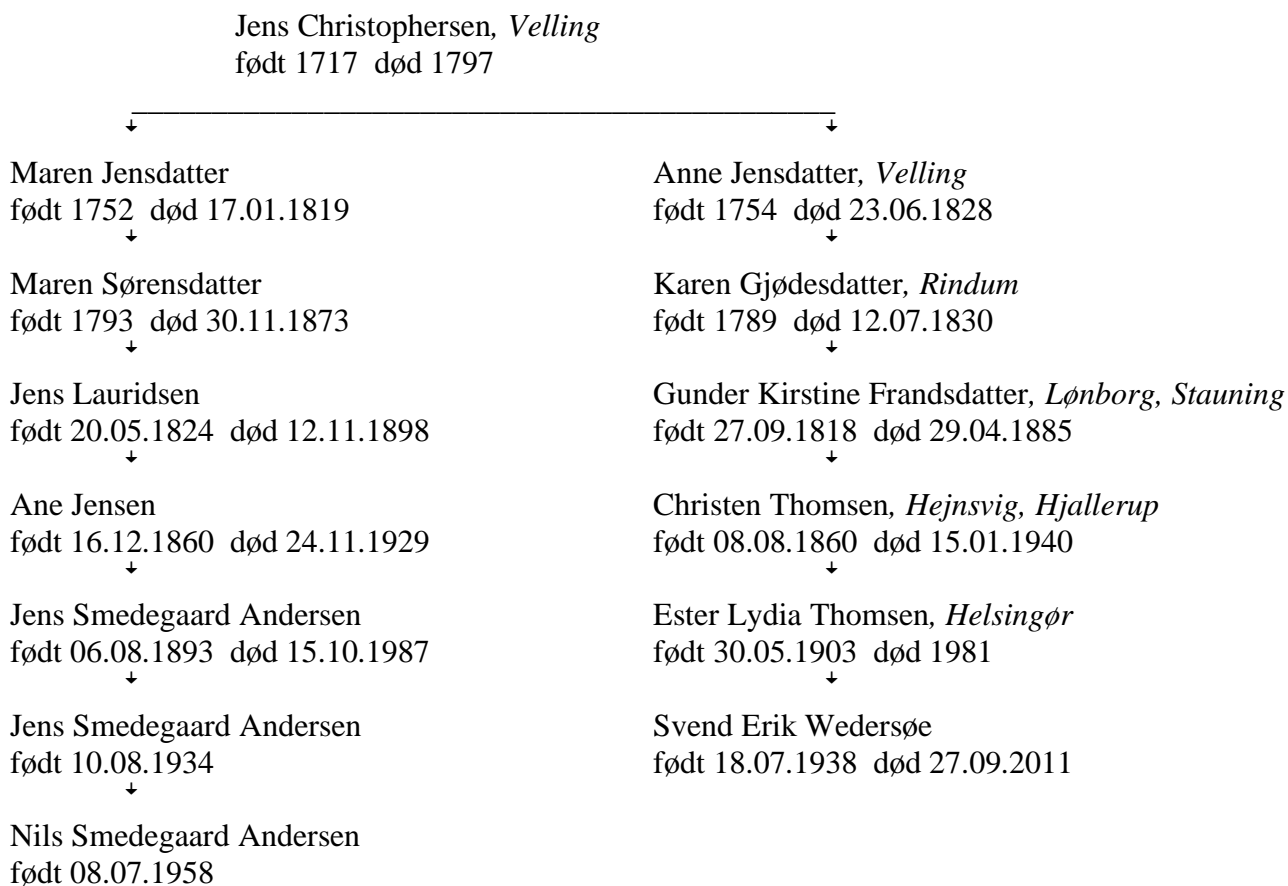 Jens Christophersen, Velling
født 1717 død 1797
Maren Jensdatter
født 1752 død 17.01.1819
Anne Jensdatter, Velling
født 1754 død 23.06.1828
Maren Sørensdatter
født 1793 død 30.11.1873
Karen Gjødesdatter, Rindum
født 1789 død 12.07.1830
Jens Lauridsen
født 20.05.1824 død 12.11.1898
Gunder Kirstine Frandsdatter, Lønborg, Stauning
født 27.09.1818 død 29.04.1885
Ane Jensen
født 16.12.1860 død 24.11.1929
Christen Thomsen, Hejnsvig, Hjallerup
født 08.08.1860 død 15.01.1940
Jens Smedegaard Andersen
født 06.08.1893 død 15.10.1987
Ester Lydia Thomsen, Helsingør
født 30.05.1903 død 1981
Jens Smedegaard Andersen
født 10.08.1934
Svend Erik Wedersøe
født 18.07.1938 død 27.09.2011
Nils Smedegaard Andersen
født 08.07.1958